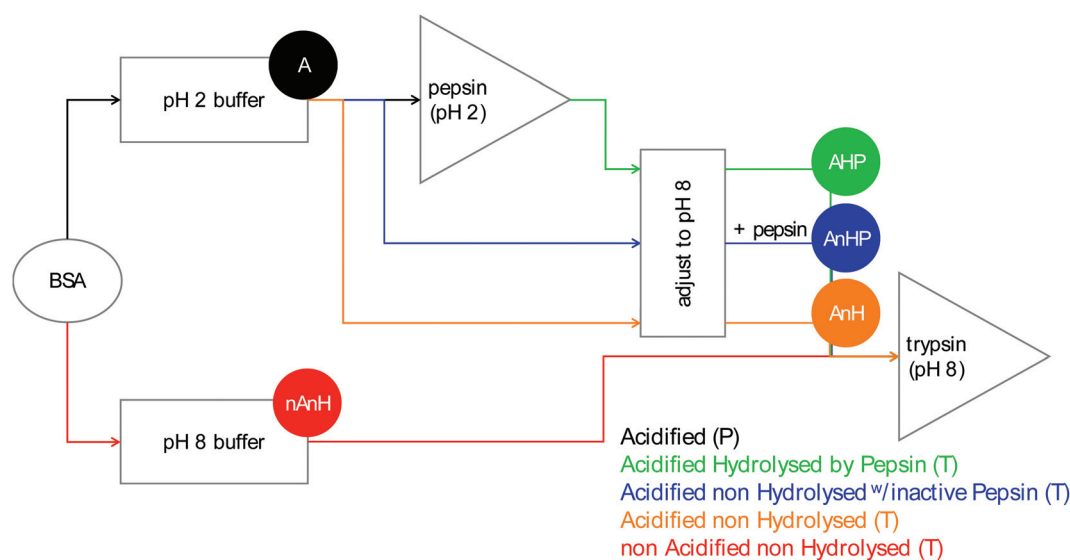 A
pH 2 buffer
pepsin
(pH 2)
AHP
adjust to pH 8
+ pepsin
AnHP
BSA
AnH
trypsin
(pH 8)
nAnH
pH 8 buffer
Acidified (P)
Acidified Hydrolysed by Pepsin (T)
Acidified non Hydrolysed w/inactive Pepsin (T)
Acidified non Hydrolysed (T)
non Acidified non Hydrolysed (T)